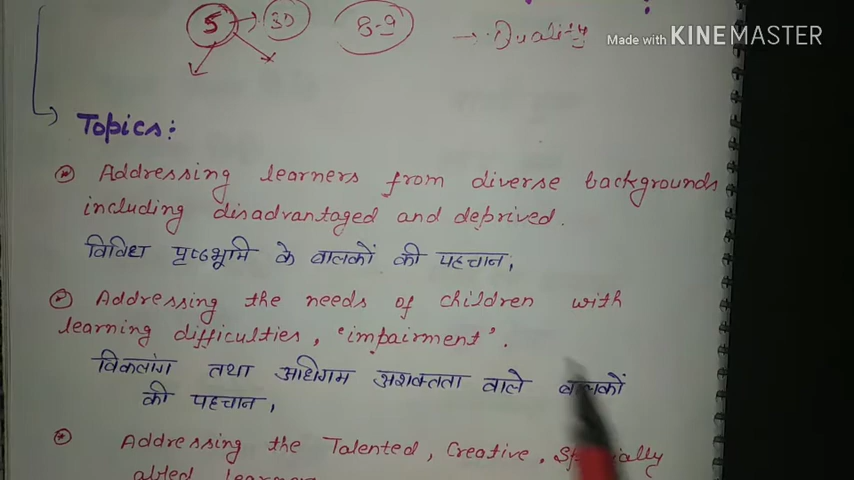 5 → 30 8-9 → Quality
Made with KINEMASTER
Topics:
Addressing learners from diverse backgrounds
including disadvantaged and deprived.
विविध पृष्ठभूमि के बालकों की पहचान,
Addressing the needs of children with
learning difficulties, 'impairment'.
विकलांग तथा अधिगम अशक्तता वाले बालकों
की पहचान,
Addressing the Talented, Creative, Specially
abled